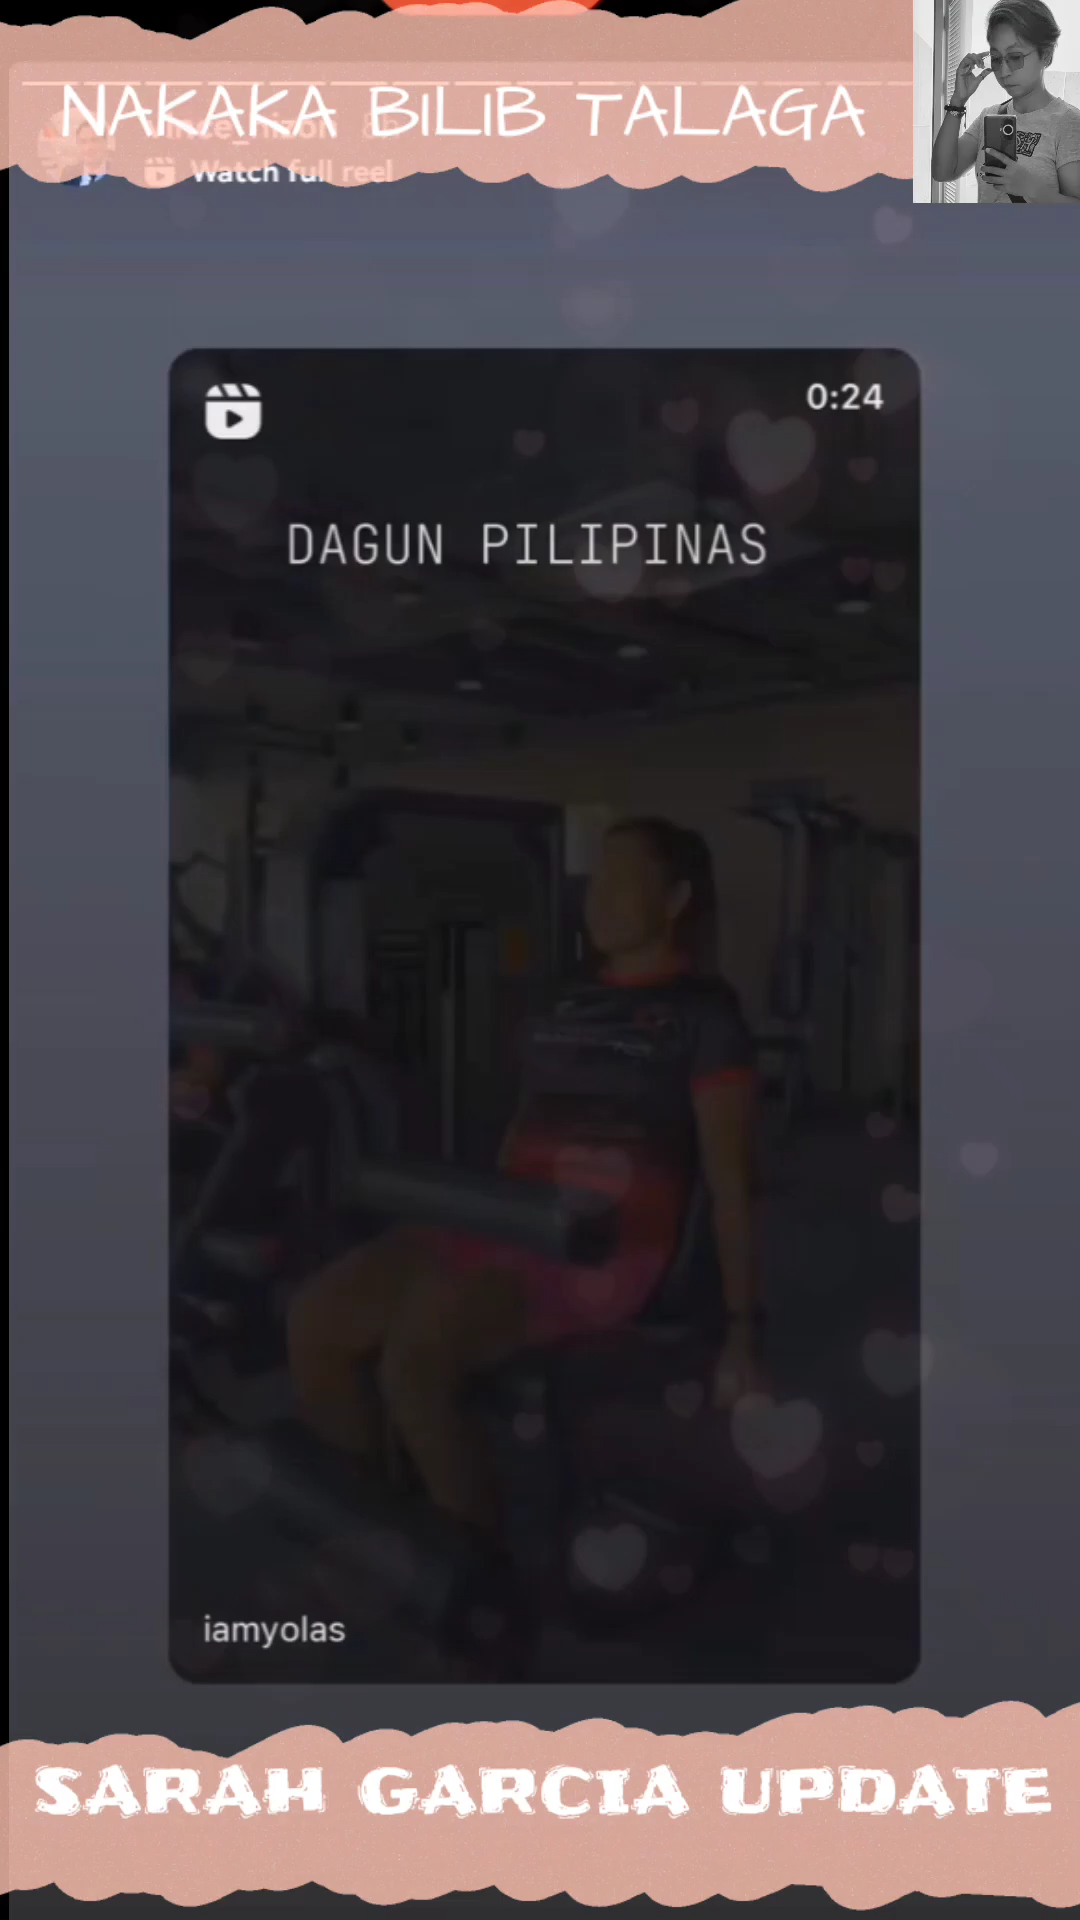 NAKAKA BILIB TALAGA
Watch full reel
0:24
DAGUN PILIPINAS
iamyolas
SARAH GARCIA UPDATE